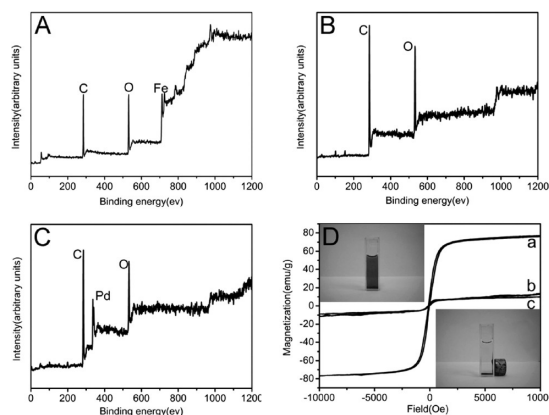 A
C
O
Fe
Intensity(arbitrary units)
0 200 400 600 800 1000 1200
Binding energy(ev)
B
C
O
Intensity(arbitrary units)
0 200 400 600 800 1000 1200
Binding energy(ev)
C
C
Pd
O
Intensity(arbitrary units)
0 200 400 600 800 1000 1200
Binding energy(ev)
D
a
b
c
Magnetization(emu/g)
80
60
40
20
0
-20
-40
-60
-80
-10000 -5000 0 5000 10000
Field(Oe)